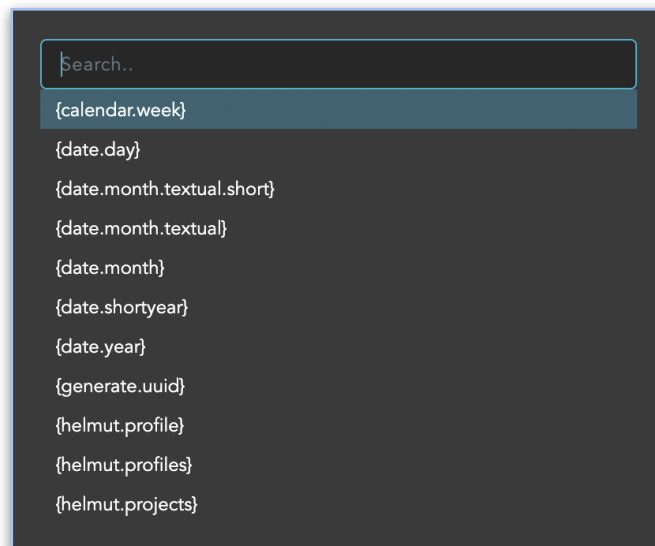 Search..
{calendar.week}
{date.day}
{date.month.textual.short}
{date.month.textual}
{date.month}
{date.shortyear}
{date.year}
{generate.uuid}
{helmut.profile}
{helmut.profiles}
{helmut.projects}